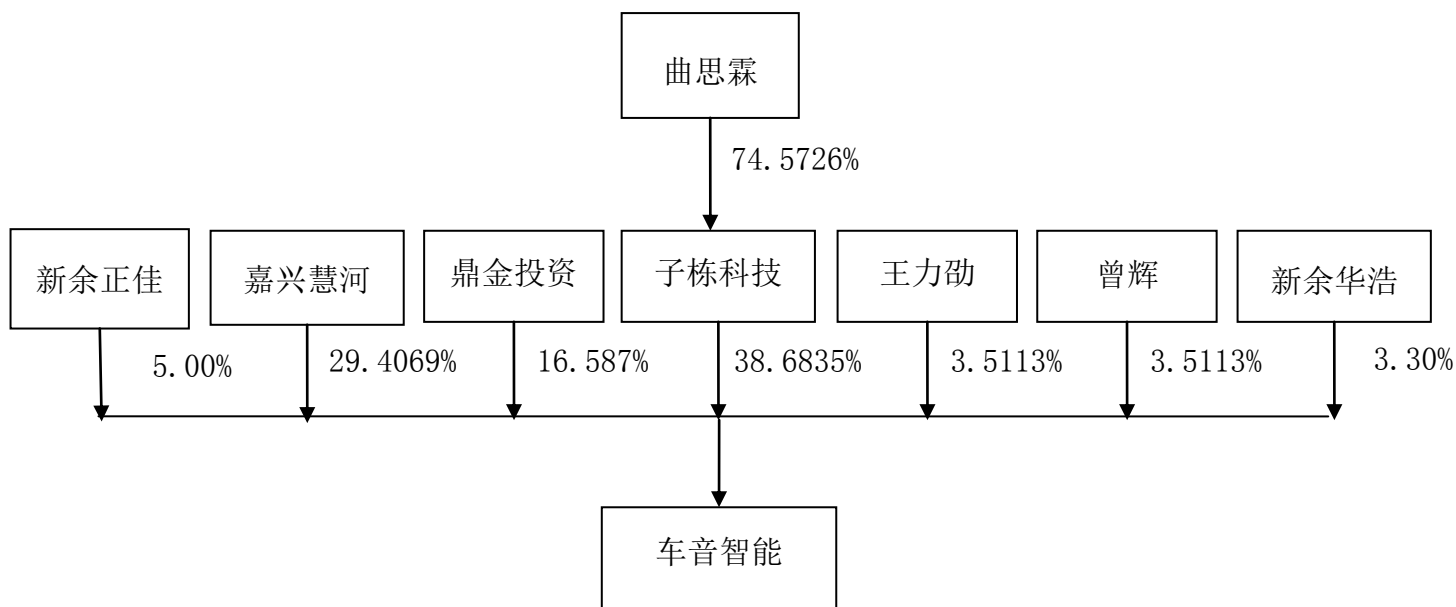 曲思霖
74.5726%
新余正佳
嘉兴慧河
鼎金投资
子栋科技
王力劭
曾辉
新余华浩
5.00%
29.4069%
16.587%
38.6835%
3.5113%
3.5113%
3.30%
车音智能